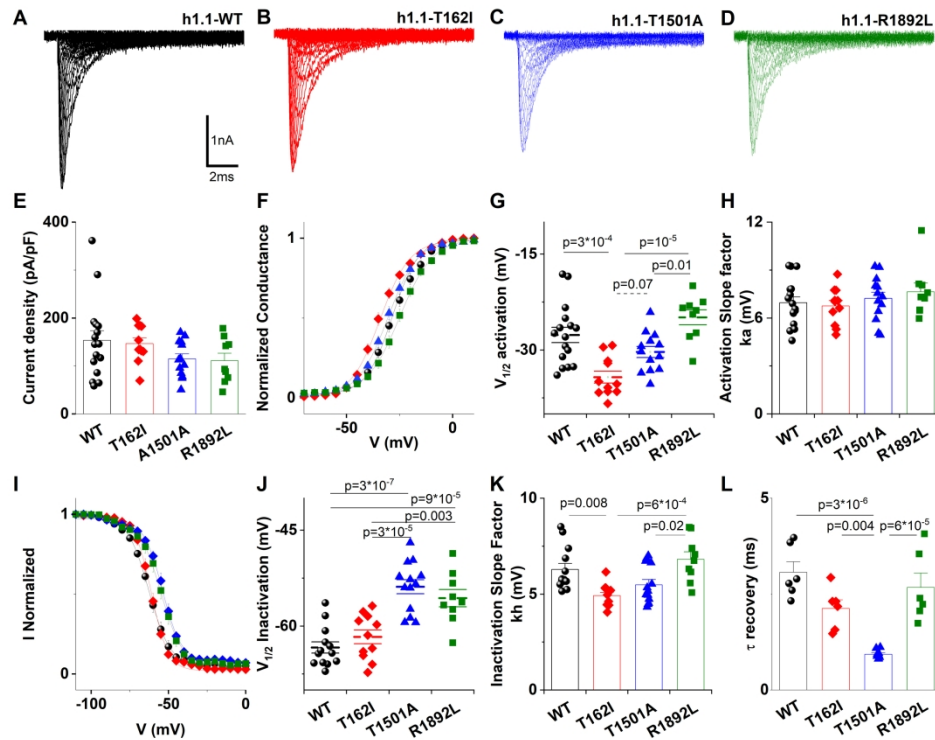 A h1.1-WT B h1.1-T162I C h1.1-T1501A D h1.1-R1892L
1nA
2ms
E F G H
Current density (pA/pF)
400
200
0
WT T162I A1501A R1892L
Normalized Conductance
1
0
-50 0
V (mV)
V1/2 activation (mV)
-15
-30
p=3*10-4 p=10-5
p=0.01
p=0.07
WT T162I T1501A R1892L
Activation Slope factor
ka (mV)
12
6
0
WT T162I T1501A R1892L
I J K L
I Normalized
1
0
-100 -50 0
V (mV)
V1/2 Inactivation (mV)
-45
-60
p=3*10-7
p=9*10-5
p=0.003
p=3*10-5
WT T162I T1501A R1892L
Inactivation Slope Factor
kh (mV)
10
5
0
p=0.008 p=6*10-4
p=0.02
WT T162I T1501A R1892L
τ recovery (ms)
5
0
p=3*10-6
p=0.004 p=6*10-5
WT T162I T1501A R1892L